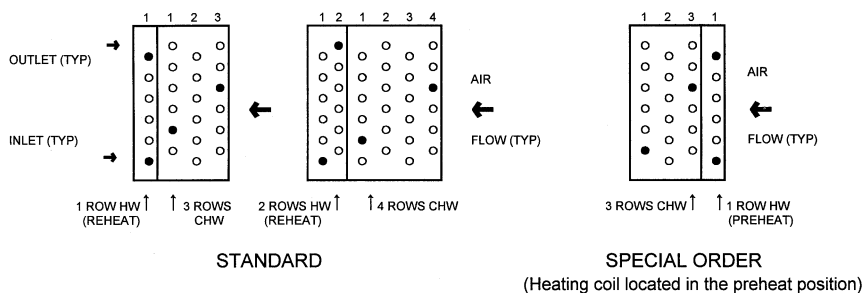 1 1 2 3 1 2 1 2 3 4 1 2 3 1
OUTLET (TYP)
AIR
AIR
INLET (TYP)
FLOW (TYP)
FLOW (TYP)
1 ROW HW
(REHEAT)
3 ROWS
CHW
2 ROWS HW
(REHEAT)
4 ROWS CHW
3 ROWS CHW
1 ROW HW
(PREHEAT)
STANDARD
SPECIAL ORDER
(Heating coil located in the preheat position)